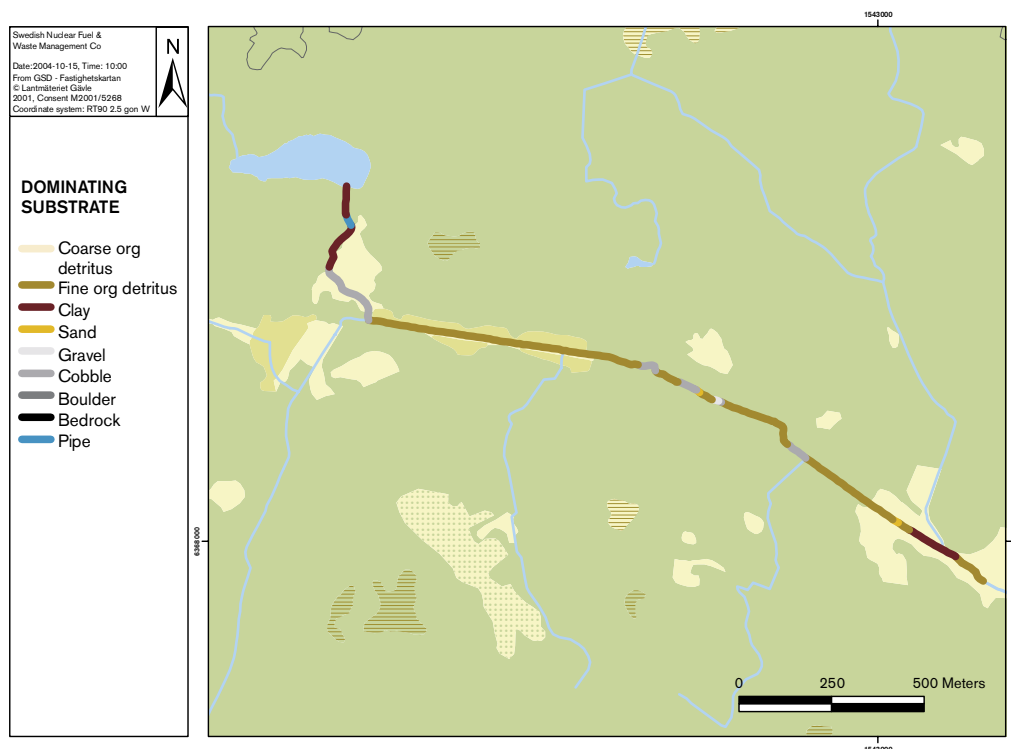 Swedish Nuclear Fuel &
Waste Management Co
Date:2004-10-15, Time: 10:00
From GSD - Fastighetskartan
© Lantmäteriet Gävle
2001, Consent M2001/5268
Coordinate system: RT90 2.5 gon W
N
DOMINATING
SUBSTRATE
Coarse org
detritus
Fine org detritus
Clay
Sand
Gravel
Cobble
Boulder
Bedrock
Pipe
1543000
6368000
0 250 500 Meters
1543000